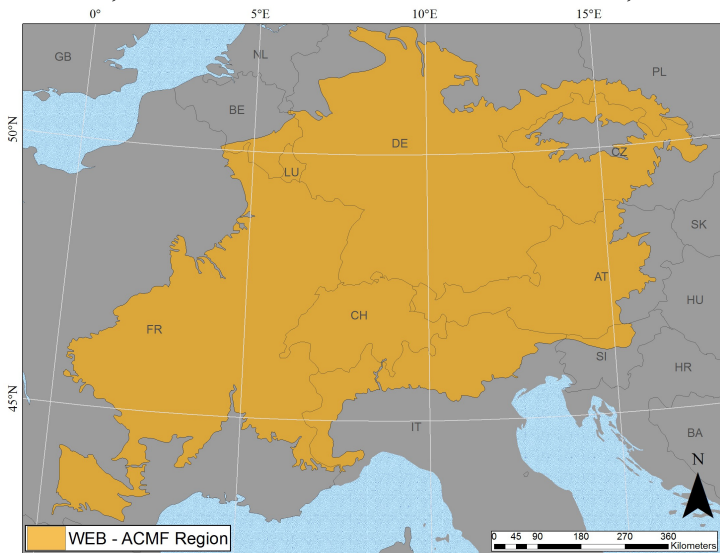 0° 5°E 10°E 15°E
GB
NL
PL
BE
50°N
DE
CZ
LU
SK
AT
HU
CH
FR
SI
HR
45°N
IT
BA
N
WEB - ACMF Region
0 45 90 180 270 360
Kilometers